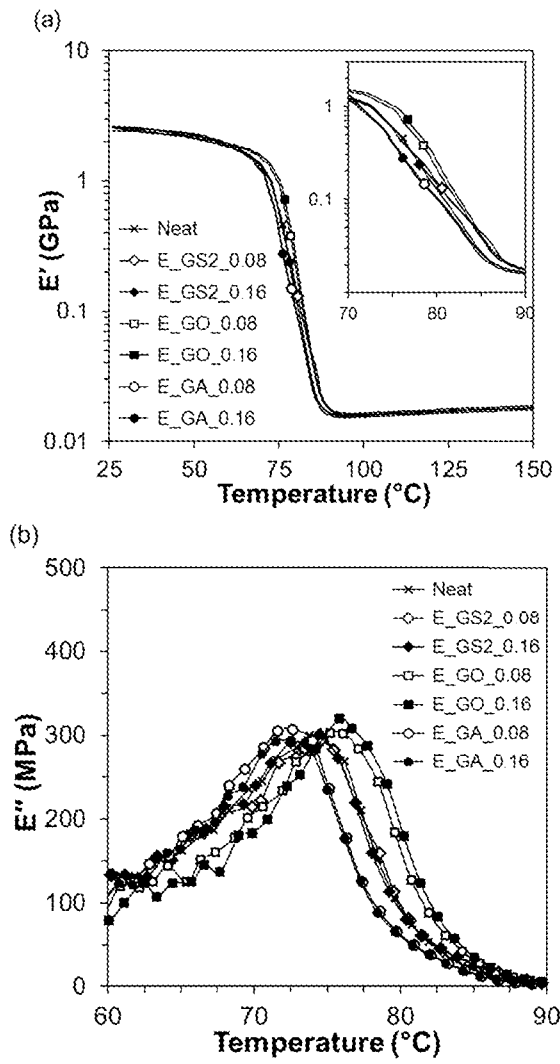 (a)
10
1
0.1
0.01
E' (GPa)
25
50
75
100
125
150
Temperature (°C)
Neat
E_GS2_0.08
E_GS2_0.16
E_GO_0.08
E_GO_0.16
E_GA_0.08
E_GA_0.16
1
0.1
70
80
90
(b)
500
400
300
200
100
0
E'' (MPa)
60
70
80
90
Temperature (°C)
Neat
E_GS2_0.08
E_GS2_0.16
E_GO_0.08
E_GO_0.16
E_GA_0.08
E_GA_0.16